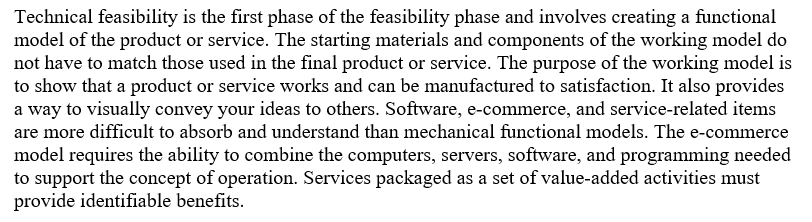 Technical feasibility is the first phase of the feasibility phase and involves creating a functional
model of the product or service. The starting materials and components of the working model do
not have to match those used in the final product or service. The purpose of the working model is
to show that a product or service works and can be manufactured to satisfaction. It also provides
a way to visually convey your ideas to others. Software, e-commerce, and service-related items
are more difficult to absorb and understand than mechanical functional models. The e-commerce
model requires the ability to combine the computers, servers, software, and programming needed
to support the concept of operation. Services packaged as a set of value-added activities must
provide identifiable benefits.